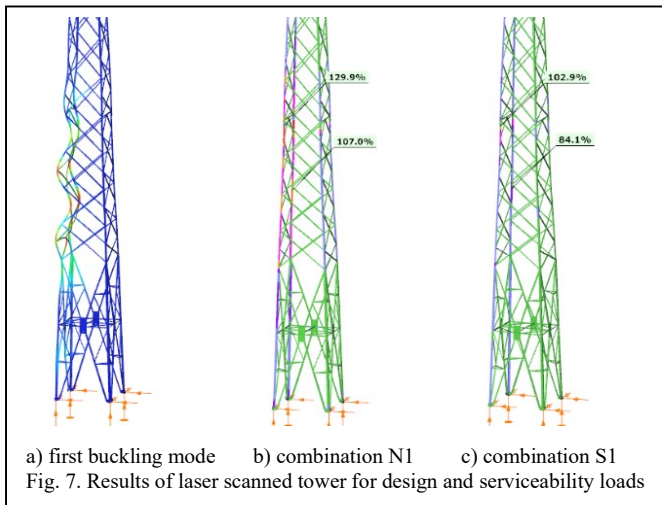 129.9%
107.0%
102.9%
84.1%
a) first buckling mode b) combination N1 c) combination S1
Fig. 7. Results of laser scanned tower for design and serviceability loads